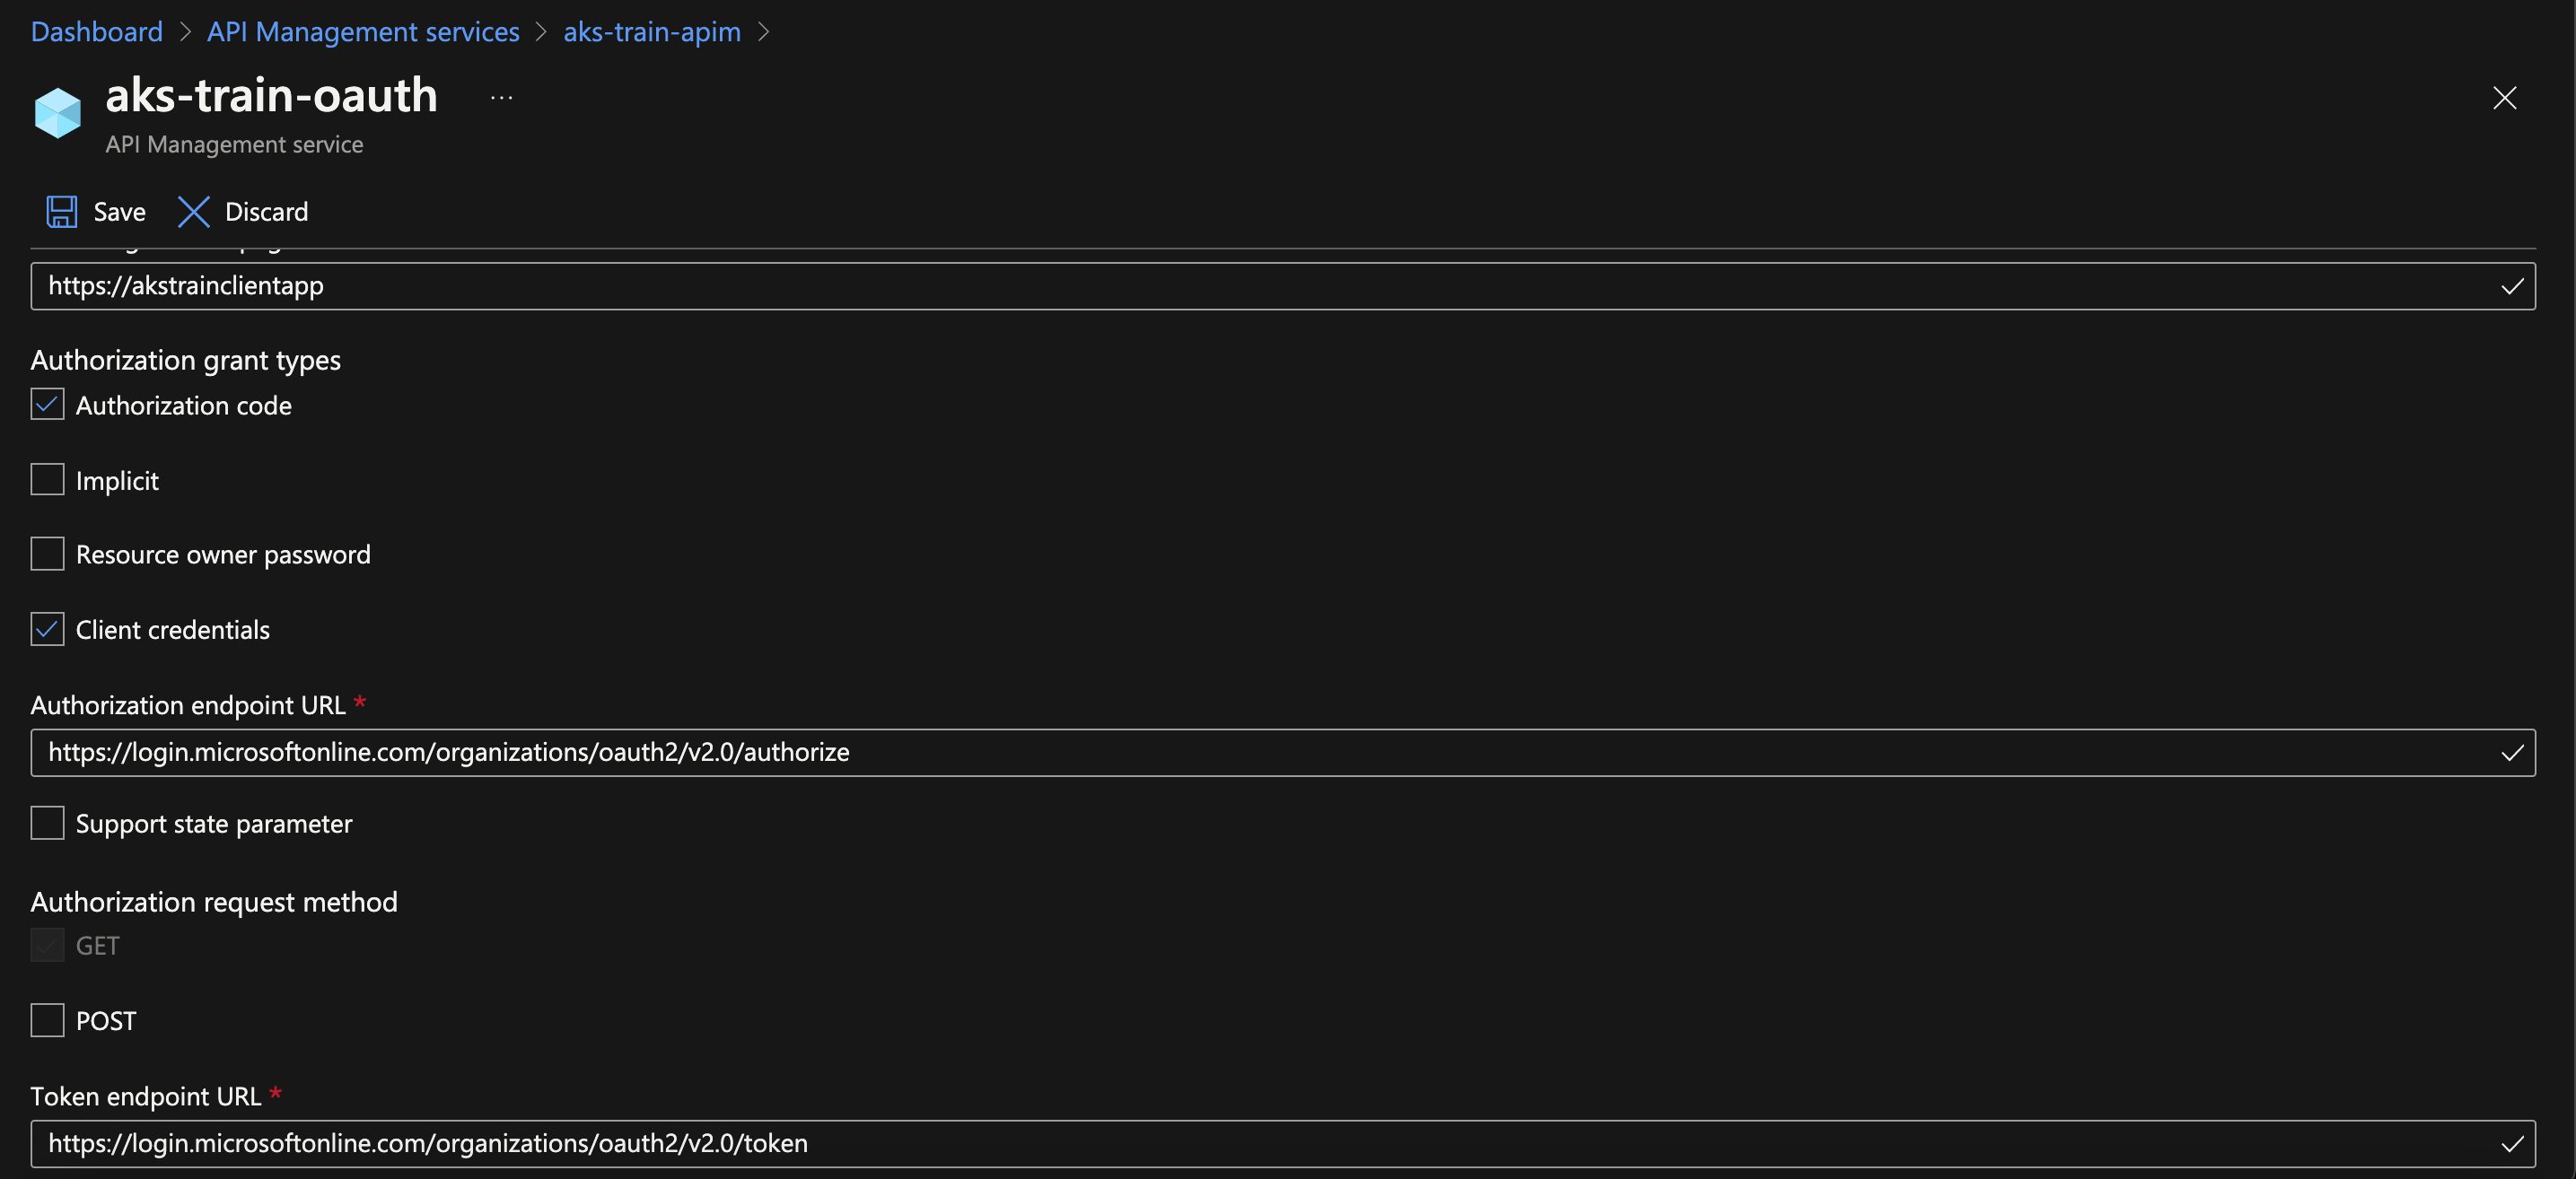 Dashboard > API Management services > aks-train-apim >
aks-train-oauth ...
API Management service
Save Discard
https://akstrainclientapp
Authorization grant types
Authorization code
Implicit
Resource owner password
Client credentials
Authorization endpoint URL *
https://login.microsoftonline.com/organizations/oauth2/v2.0/authorize
Support state parameter
Authorization request method
GET
POST
Token endpoint URL *
https://login.microsoftonline.com/organizations/oauth2/v2.0/token